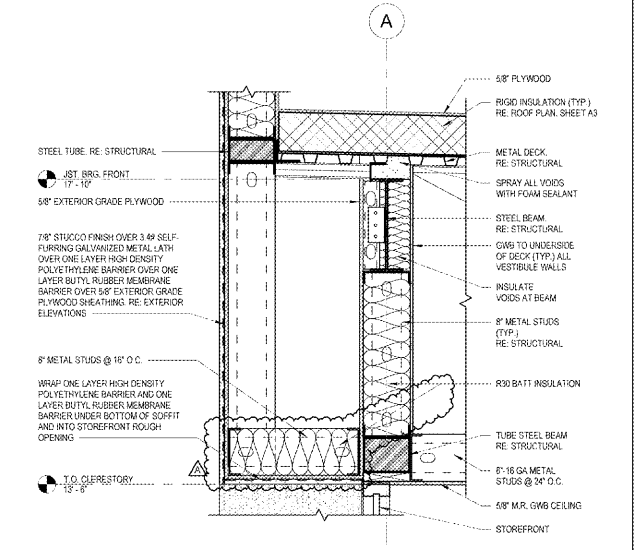 A
5/8" PLYWOOD
RIGID INSULATION (TYP.)
RE: ROOF PLAN. SHEET A3
STEEL TUBE. RE: STRUCTURAL
METAL DECK.
RE: STRUCTURAL
JST. BRG. FRONT
17' - 10"
SPRAY ALL VOIDS
WITH FOAM SEALANT
5/8" EXTERIOR GRADE PLYWOOD
STEEL BEAM.
RE: STRUCTURAL
7/8" STUCCO FINISH OVER 3.4# SELF-
FURRING GALVANIZED METAL LATH
OVER ONE LAYER HIGH DENSITY
POLYETHYLENE BARRIER OVER ONE
LAYER BUTYL RUBBER MEMBRANE
BARRIER OVER 5/8" EXTERIOR GRADE
PLYWOOD SHEATHING. RE: EXTERIOR
ELEVATIONS
GWB TO UNDERSIDE
OF DECK (TYP.) ALL
VESTIBULE WALLS
INSULATE
VOIDS AT BEAM
8" METAL STUDS
(TYP.)
RE: STRUCTURAL
6" METAL STUDS @ 16" O.C.
R30 BATT INSULATION
WRAP ONE LAYER HIGH DENSITY
POLYETHYLENE BARRIER AND ONE
LAYER BUTYL RUBBER MEMBRANE
BARRIER UNDER BOTTOM OF SOFFIT
AND INTO STOREFRONT ROUGH
OPENING
TUBE STEEL BEAM
RE: STRUCTURAL
A
T.O. CLERESTORY
13' - 6"
6"-16 GA METAL
STUDS @ 24" O.C.
5/8" M.R. GWB CEILING
STOREFRONT